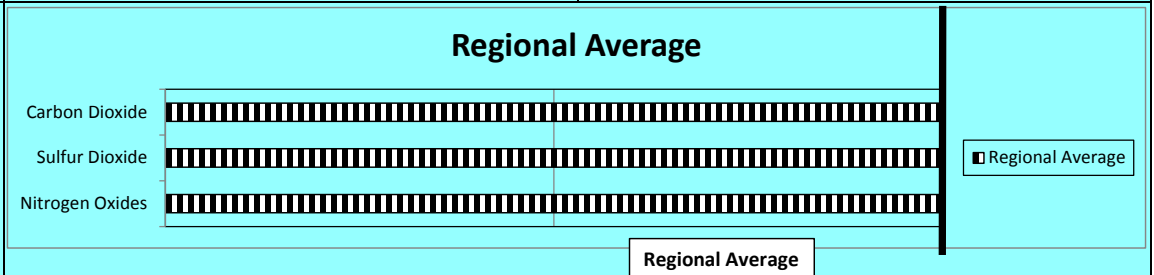 Regional Average
Carbon Dioxide
Sulfur Dioxide
Nitrogen Oxides
Regional Average
Regional Average